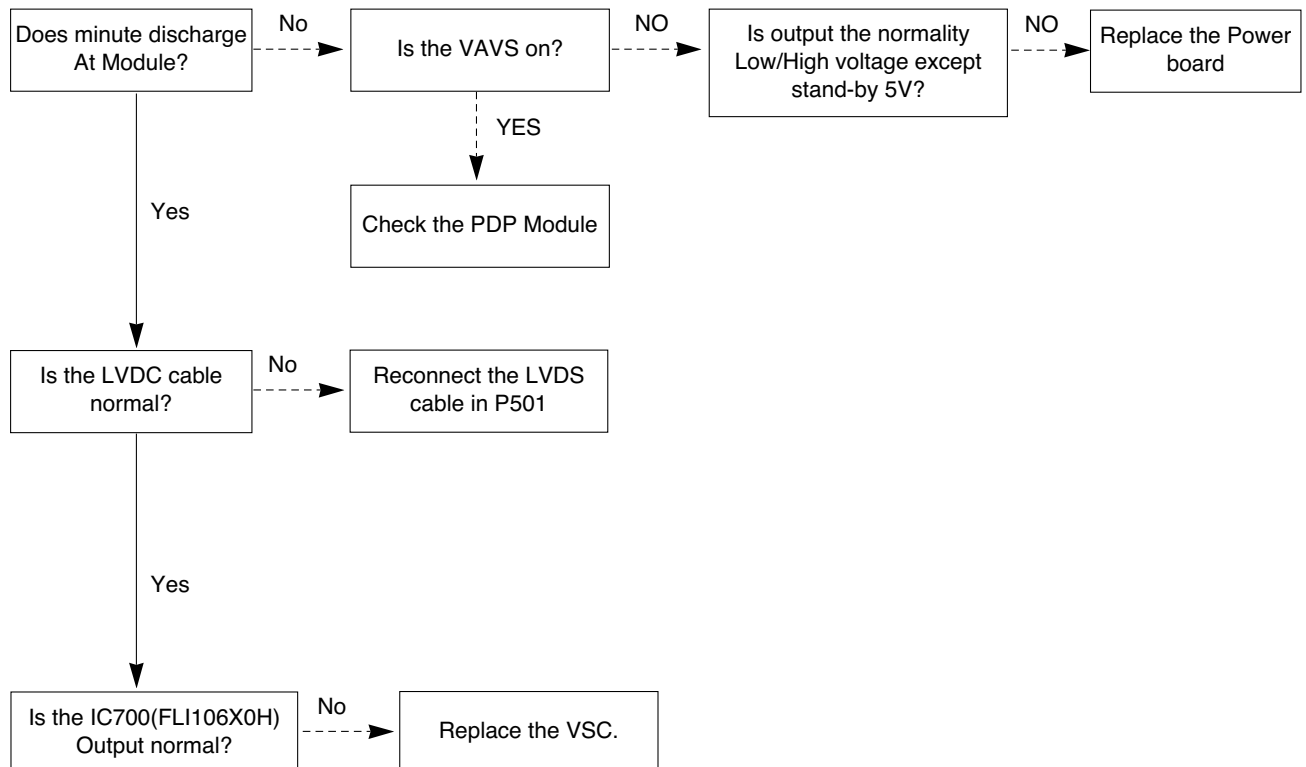 Does minute discharge
At Module?
No
Is the VAVS on?
NO
Is output the normality
Low/High voltage except
stand-by 5V?
NO
Replace the Power
board
YES
Check the PDP Module
Yes
Is the LVDC cable
normal?
No
Reconnect the LVDS
cable in P501
Yes
Is the IC700(FLI106X0H)
Output normal?
No
Replace the VSC.